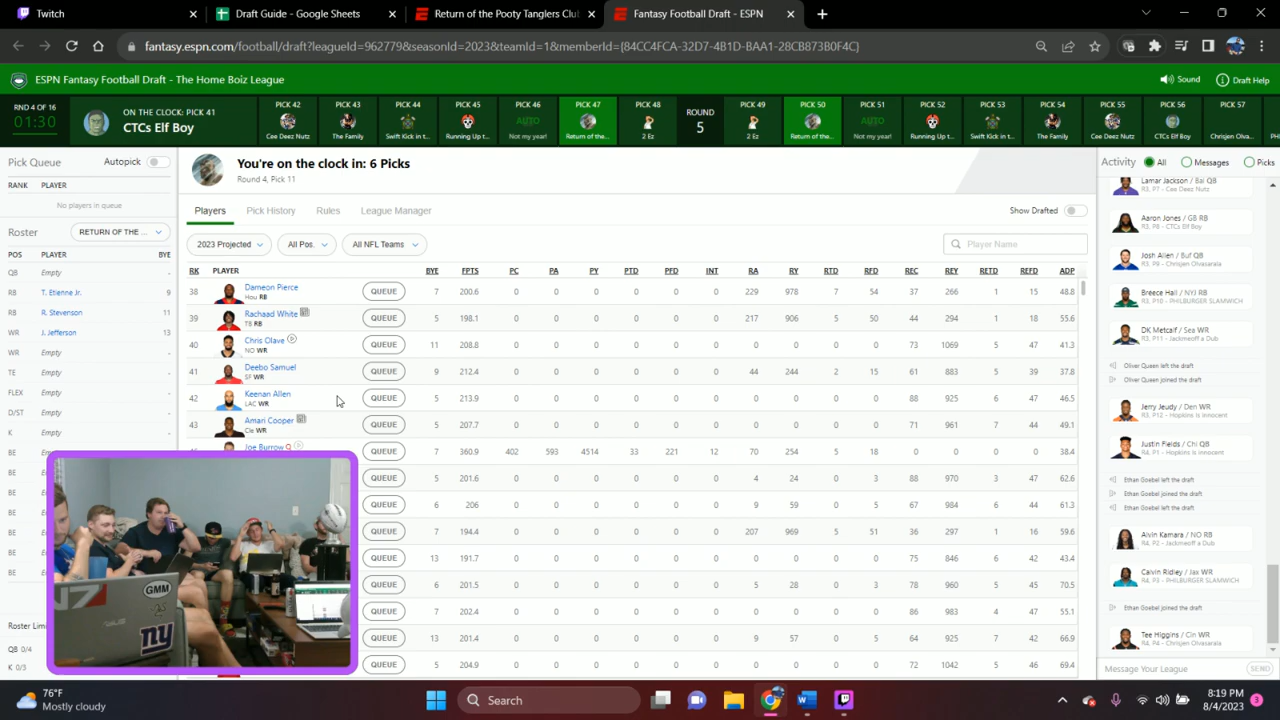 Twitch
Draft Guide - Google Sheets
Return of the Pooty Tanglers Clu
Fantasy Football Draft - ESPN
fantasy.espn.com/football/draft?leagueId=962779&seasonId=2023&teamId=1&memberId={84CC4FCA-32D7-4B1D-BAA1-28CB873B0F4C}
ESPN Fantasy Football Draft - The Home Boiz League
Sound
Draft Help
RND 4 OF 16
01:30
ON THE CLOCK: PICK 41
CTCs Elf Boy
PICK 42
Cee Deez Nutz
PICK 43
The Family
PICK 44
Swift Kick in t...
PICK 45
Running Up t...
PICK 46
AUTO
Not my year!
PICK 47
Return of the...
PICK 48
2 Ez
ROUND
5
PICK 49
2 Ez
PICK 50
Return of the...
PICK 51
AUTO
Not my year!
PICK 52
Running Up t...
PICK 53
Swift Kick in t...
PICK 54
The Family
PICK 55
Cee Deez Nutz
PICK 56
CTCs Elf Boy
PICK 57
Chrisjen Olva...
Pick Queue
Autopick
RANK PLAYER
No players in queue
Roster
RETURN OF THE ...
POS PLAYER BYE
QB Empty -
RB T. Etienne Jr. 9
RB R. Stevenson 11
WR J. Jefferson 13
WR Empty -
TE Empty -
FLEX Empty -
D/ST Empty -
K Empty -
BE
BE
BE
BE
BE
BE
Roster Lim
QB 0/4
K 0/3
You're on the clock in: 6 Picks
Round 4, Pick 11
Players
Pick History
Rules
League Manager
Show Drafted
2023 Projected
All Pos.
All NFL Teams
Player Name
RK PLAYER BYE FPTS PC PA PY PTD PFD INT RA RY RTD RFD REC REY RETD REFD ADP
38 Dameon Pierce Hou RB QUEUE 7 200.6 0 0 0 0 0 0 229 978 7 54 37 266 1 15 48.8
39 Rachaad White TB RB QUEUE 5 197.6 0 0 0 0 0 0 217 906 5 50 44 294 1 18 55.6
40 Chris Olave NO WR QUEUE 11 208.8 0 0 0 0 0 0 0 0 0 0 73 1069 5 47 41.3
41 Deebo Samuel SF WR QUEUE 9 213.6 0 0 0 0 0 0 44 244 2 15 61 815 5 39 37.8
42 Keenan Allen LAC WR QUEUE 5 213.9 0 0 0 0 0 0 0 0 0 0 88 925 6 42 46.5
43 Amari Cooper Cle WR QUEUE 5 0 0 0 0 0 0 0 0 0 0 71 7 44 49.1
Joe Burrow Q QUEUE 7 402 593 4514 33 221 12 70 254 5 18 0 0 0 0 38.4
QUEUE 5 201.6 0 0 0 0 0 0 4 24 0 3 88 970 3 47 62.6
QUEUE 0 0 0 0 0 0 59 0 3 67 984 6 44 70.9
QUEUE 194.4 0 0 0 0 0 0 207 969 5 51 36 297 1 16 59.6
QUEUE 191.1 0 0 0 0 0 0 0 0 0 0 75 846 6 42 43.4
QUEUE 6 0 0 0 0 0 0 5 28 0 3 78 960 5 39 70.5
QUEUE 7 202.4 0 0 0 0 0 0 0 0 0 0 86 983 4 47 55.1
QUEUE 13 201.4 0 0 0 0 0 0 9 57 0 5 64 925 7 42 66.9
QUEUE 5 204.9 0 0 0 0 0 0 0 0 0 0 72 1042 5 46 69.4
Activity
All
Messages
Picks
Lamar Jackson / Bal QB
R3, P7 - Cee Deez Nutz
Aaron Jones / GB RB
R3, P8 - CTCs Elf Boy
Josh Allen / Buf QB
R3, P9 - Chrisjen Olvasarala
Breece Hall / NYJ RB
R3, P10 - PHILBURGER SLAMWICH
DK Metcalf / Sea WR
R3, P11 - Jackmeoff a Dub
Oliver Queen left the draft
Oliver Queen joined the draft
Jerry Jeudy / Den WR
R3, P12 - Hopkins is Innocent
Justin Fields / Chi QB
R4, P1 - Hopkins is Innocent
Ethan Goebel left the draft
Ethan Goebel joined the draft
Ethan Goebel left the draft
Alvin Kamara / NO RB
R4, P2 - Jackmeoff a Dub
Calvin Ridley / Jax WR
R4, P3 - PHILBURGER SLAMWICH
Ethan Goebel joined the draft
Tee Higgins / Cin WR
R4, P4 - Chrisjen Olvasarala
Message Your League
SEND
GMM
ny
76°F
Mostly cloudy
Search
8:19 PM
8/4/2023